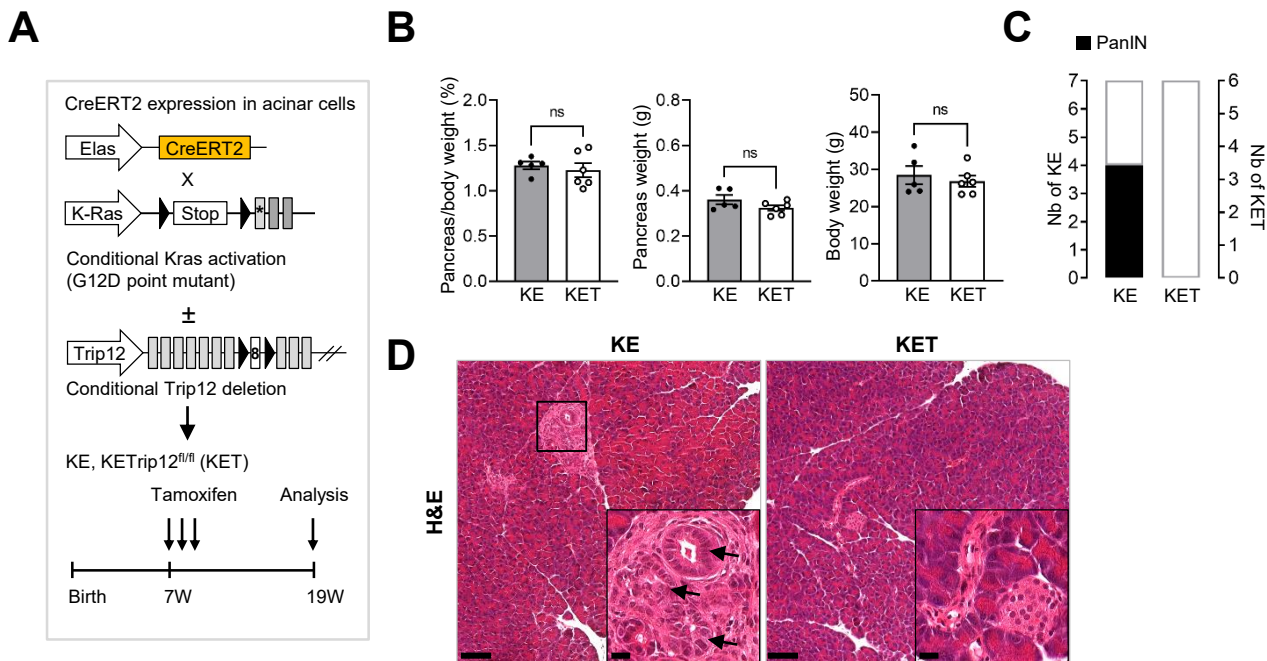 A
CreERT2 expression in acinar cells
Elas
CreERT2
X
K-Ras
Stop
*
Conditional Kras activation
(G12D point mutant)
±
Trip12
8
Conditional Trip12 deletion
KE, KETrip12fl/fl (KET)
Tamoxifen
Analysis
Birth
7W
19W
B
Pancreas/body weight (%)
2.0
1.5
1.0
0.5
0.0
ns
KE
KET
Pancreas weight (g)
0.8
0.6
0.4
0.2
0.0
ns
KE
KET
Body weight (g)
50
40
30
20
10
0
ns
KE
KET
C
PanIN
Nb of KE
7
6
5
4
3
2
1
0
KE
KET
6
5
4
3
2
1
0
Nb of KET
D
KE
KET
H&E